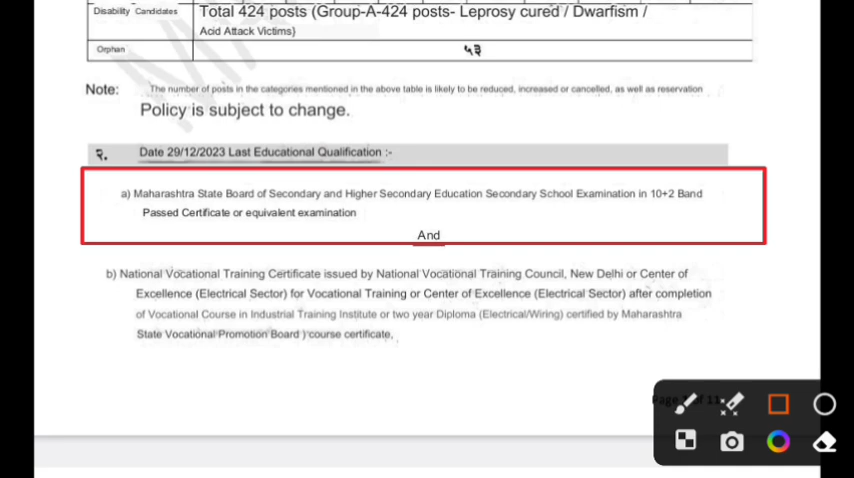 Disability Candidates
Total 424 posts (Group-A-424 posts- Leprosy cured / Dwarfism /
Acid Attack Victims)
Orphan
५३
Note: The number of posts in the categories mentioned in the above table is likely to be reduced, increased or cancelled, as well as reservation
Policy is subject to change.
२. Date 29/12/2023 Last Educational Qualification :-
a) Maharashtra State Board of Secondary and Higher Secondary Education Secondary School Examination in 10+2 Band
Passed Certificate or equivalent examination
And
b) National Vocational Training Certificate issued by National Vocational Training Council, New Delhi or Center of
Excellence (Electrical Sector) for Vocational Training or Center of Excellence (Electrical Sector) after completion
of Vocational Course in Industrial Training Institute or two year Diploma (Electrical/Wiring) certified by Maharashtra
State Vocational Promotion Board ) course certificate,